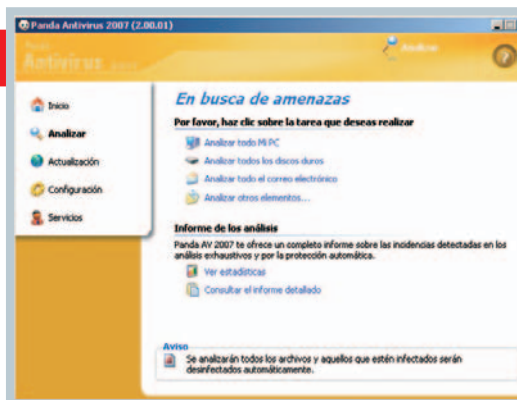 Panda Antivirus 2007 (2.00.01)
Panda
Antivirus 2007
Analizar
?
Inicio
Analizar
Actualización
Configuración
Servicios
En busca de amenazas
Por favor, haz clic sobre la tarea que deseas realizar
Analizar todo Mi PC
Analizar todos los discos duros
Analizar todo el correo electrónico
Analizar otros elementos...
Informe de los análisis
Panda AV 2007 te ofrece un completo informe sobre las incidencias detectadas en los
análisis exhaustivos y por la protección automática.
Ver estadísticas
Consultar el informe detallado
Aviso
Se analizarán todos los archivos y aquellos que estén infectados serán
desinfectados automáticamente.